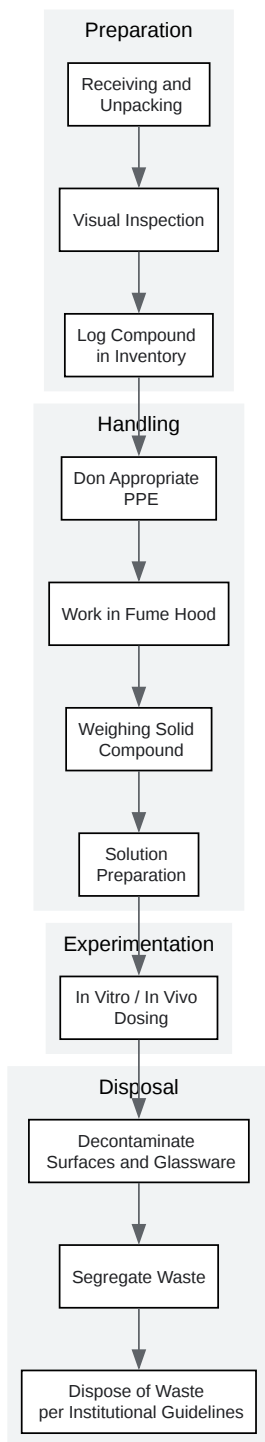 Preparation
Receiving and
Unpacking
Visual Inspection
Log Compound
in Inventory
Handling
Don Appropriate
PPE
Work in Fume Hood
Weighing Solid
Compound
Solution
Preparation
Experimentation
In Vitro / In Vivo
Dosing
Disposal
Decontaminate
Surfaces and Glassware
Segregate Waste
Dispose of Waste
per Institutional Guidelines